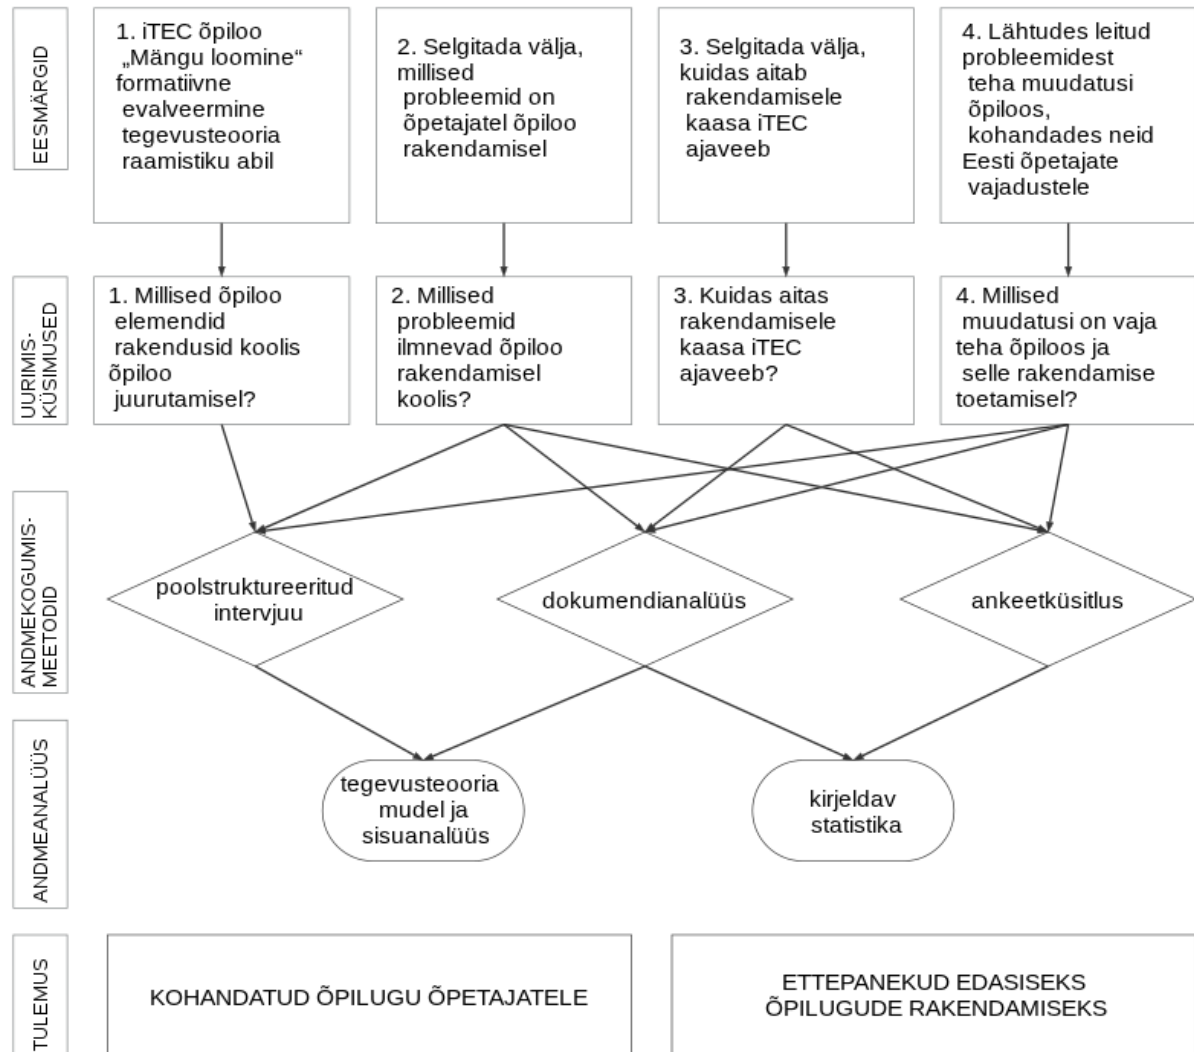 EESMÄRGID
1. iTEC õpiloo
„Mängu loomine“
formatiivne
evalveermine
tegevusteooria
raamistiku abil
2. Selgitada välja,
millised
probleemid on
õpetajatel õpiloo
rakendamisel
3. Selgitada välja,
kuidas aitab
rakendamisele
kaasa iTEC
ajaveeb
4. Lähtudes leitud
probleemidest
teha muudatusi
õpiloos,
kohandades neid
Eesti õpetajate
vajadustele
UURIMIS-
KÜSIMUSED
1. Millised õpiloo
elemendid
rakendusid koolis
õpiloo
juurutamisel?
2. Millised
probleemid
ilmnevad õpiloo
rakendamisel
koolis?
3. Kuidas aitas
rakendamisele
kaasa iTEC
ajaveeb?
4. Millised
muudatusi on vaja
teha õpiloos ja
selle rakendamise
toetamisel?
ANDMEKOGUMIS-
MEETODID
poolstruktureeritud
intervjuu
dokumendianalüüs
ankeetküsitlus
ANDMEANALÜÜS
tegevusteooria
mudel ja
sisuanalüüs
kirjeldav
statistika
TULEMUS
KOHANDATUD ÕPILUGU ÕPETAJATELE
ETTEPANEKUD EDASISEKS
ÕPILUGUDE RAKENDAMISEKS